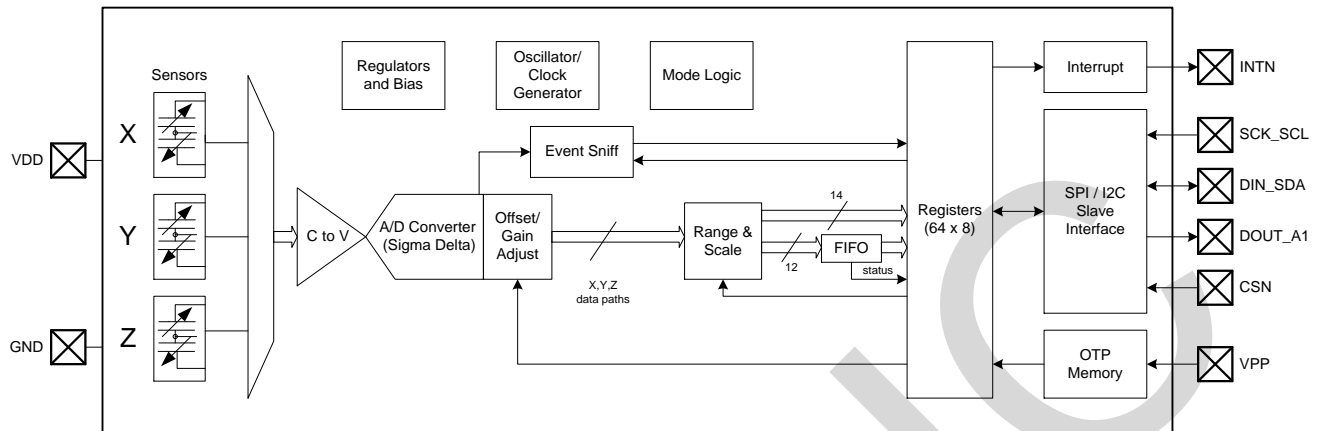 Sensors
X
Y
Z
VDD
GND
Regulators
and Bias
Oscillator/
Clock
Generator
Mode Logic
Event Sniff
C to V
A/D Converter
(Sigma Delta)
Offset/
Gain
Adjust
X,Y,Z
data paths
Range &
Scale
14
12
FIFO
status
Registers
(64 x 8)
Interrupt
SPI / I2C
Slave
Interface
OTP
Memory
INTN
SCK_SCL
DIN_SDA
DOUT_A1
CSN
VPP